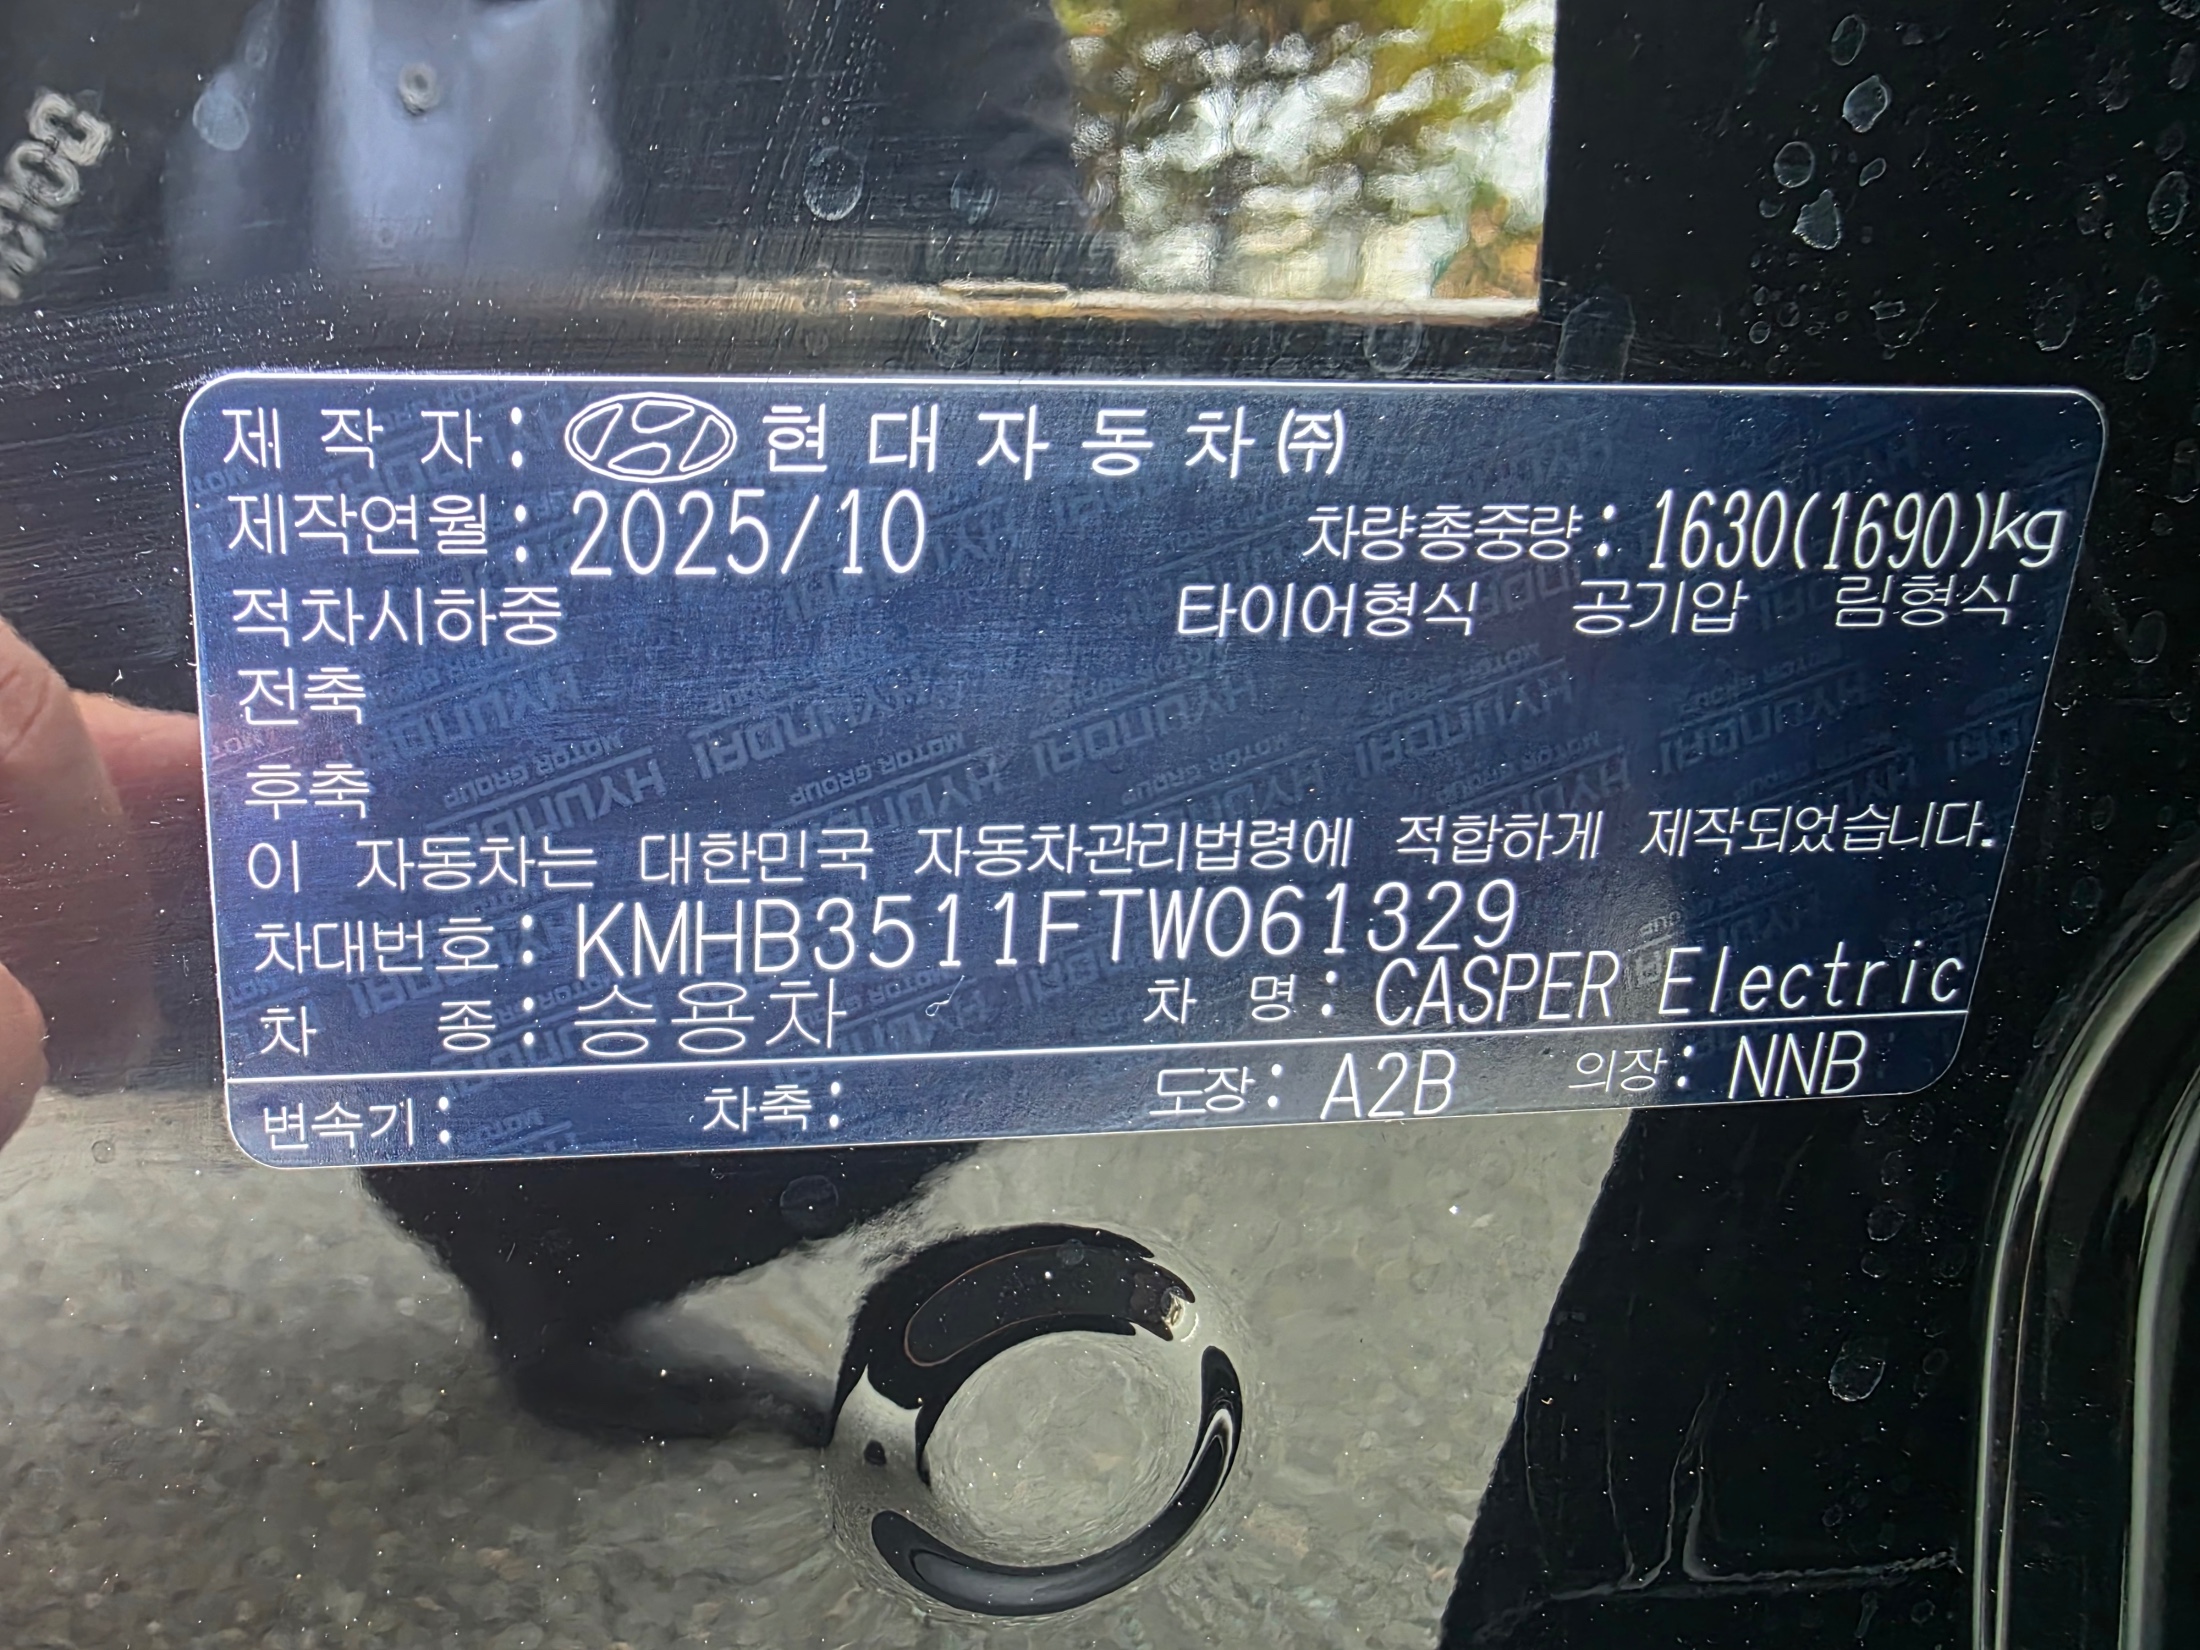 제 작 자 : 현 대 자 동 차 ㈜
제작연월 : 2025/10 차량총중량 : 1630(1690)kg
적차시하중 타이어형식 공기압 림형식
전축
후축
이 자동차는 대한민국 자동차관리법령에 적합하게 제작되었습니다.
차대번호 : KMHB3511FTW061329
차 종 : 승용차 차 명 : CASPER Electric
변속기 : 차축 : 도장 : A2B 의장 : NNB
HYUNDAI
MOTOR GROUP